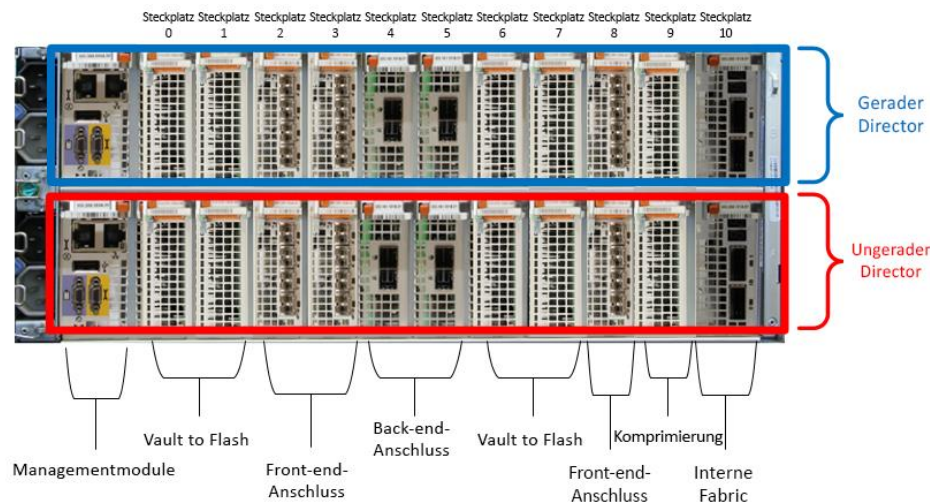 Steckplatz Steckplatz Steckplatz Steckplatz Steckplatz Steckplatz Steckplatz Steckplatz Steckplatz Steckplatz Steckplatz
0 1 2 3 4 5 6 7 8 9 10
Gerader
Director
Ungerader
Director
Managementmodule
Vault to Flash
Front-end-
Anschluss
Back-end-
Anschluss
Vault to Flash
Front-end-
Anschluss
Komprimierung
Interne
Fabric